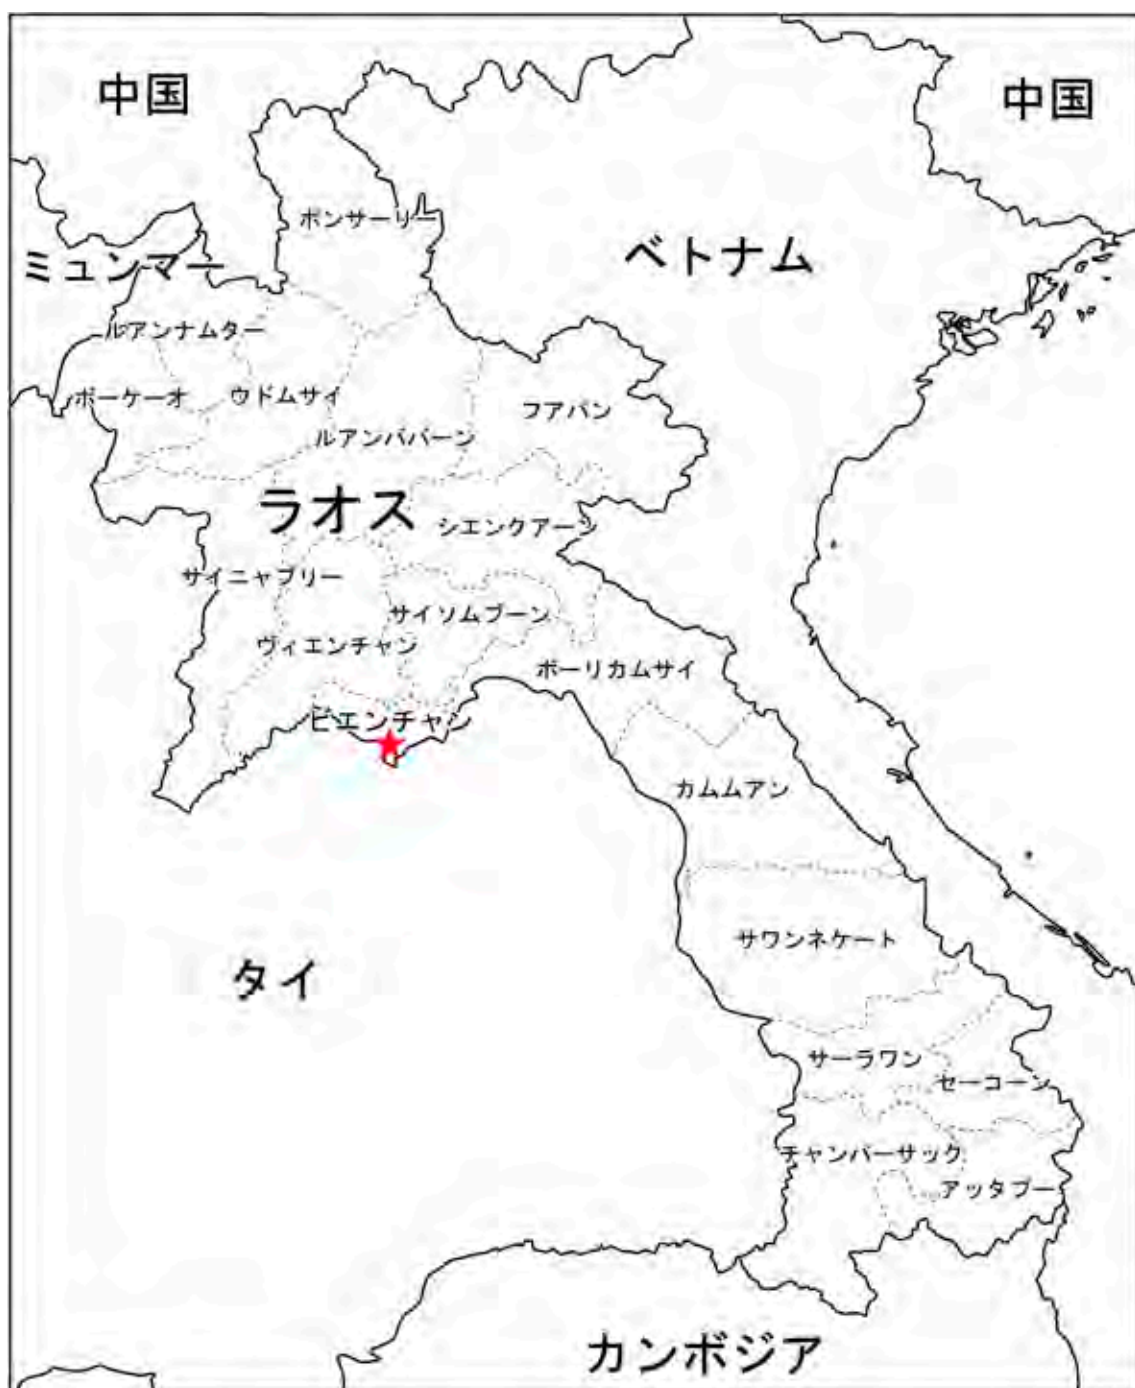 中国
中国
ポンサーリー
ベトナム
ミュンマー
ルアンナムター
ボーケーオ
ウドムサイ
フアパン
ルアンパバーン
ラオス
シエンクアーン
サイニャブリー
サイソムブーン
ヴィエンチャン
ボーリカムサイ
ビエンチャン
カムムアン
サワンネケート
タイ
サーラワン
セーコーン
チャンパーサック
アッタプー
カンボジア